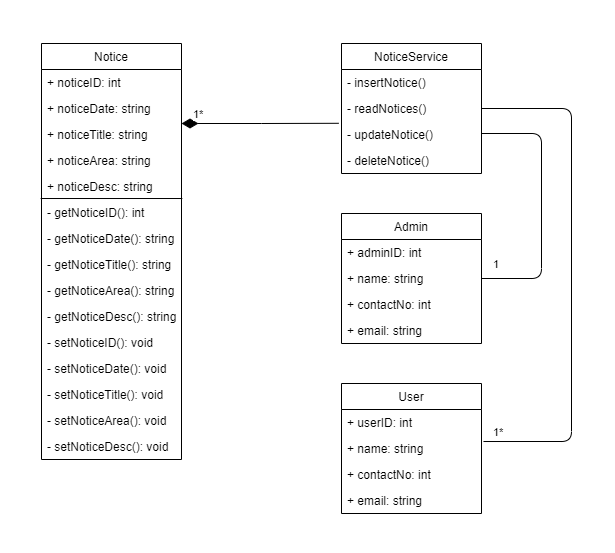 Notice
+ noticeID: int
+ noticeDate: string
+ noticeTitle: string
+ noticeArea: string
+ noticeDesc: string
- getNoticeID(): int
- getNoticeDate(): string
- getNoticeTitle(): string
- getNoticeArea(): string
- getNoticeDesc(): string
- setNoticeID(): void
- setNoticeDate(): void
- setNoticeTitle(): void
- setNoticeArea(): void
- setNoticeDesc(): void
1*
NoticeService
- insertNotice()
- readNotices()
- updateNotice()
- deleteNotice()
Admin
+ adminID: int
+ name: string
+ contactNo: int
+ email: string
1
User
+ userID: int
+ name: string
+ contactNo: int
+ email: string
1*